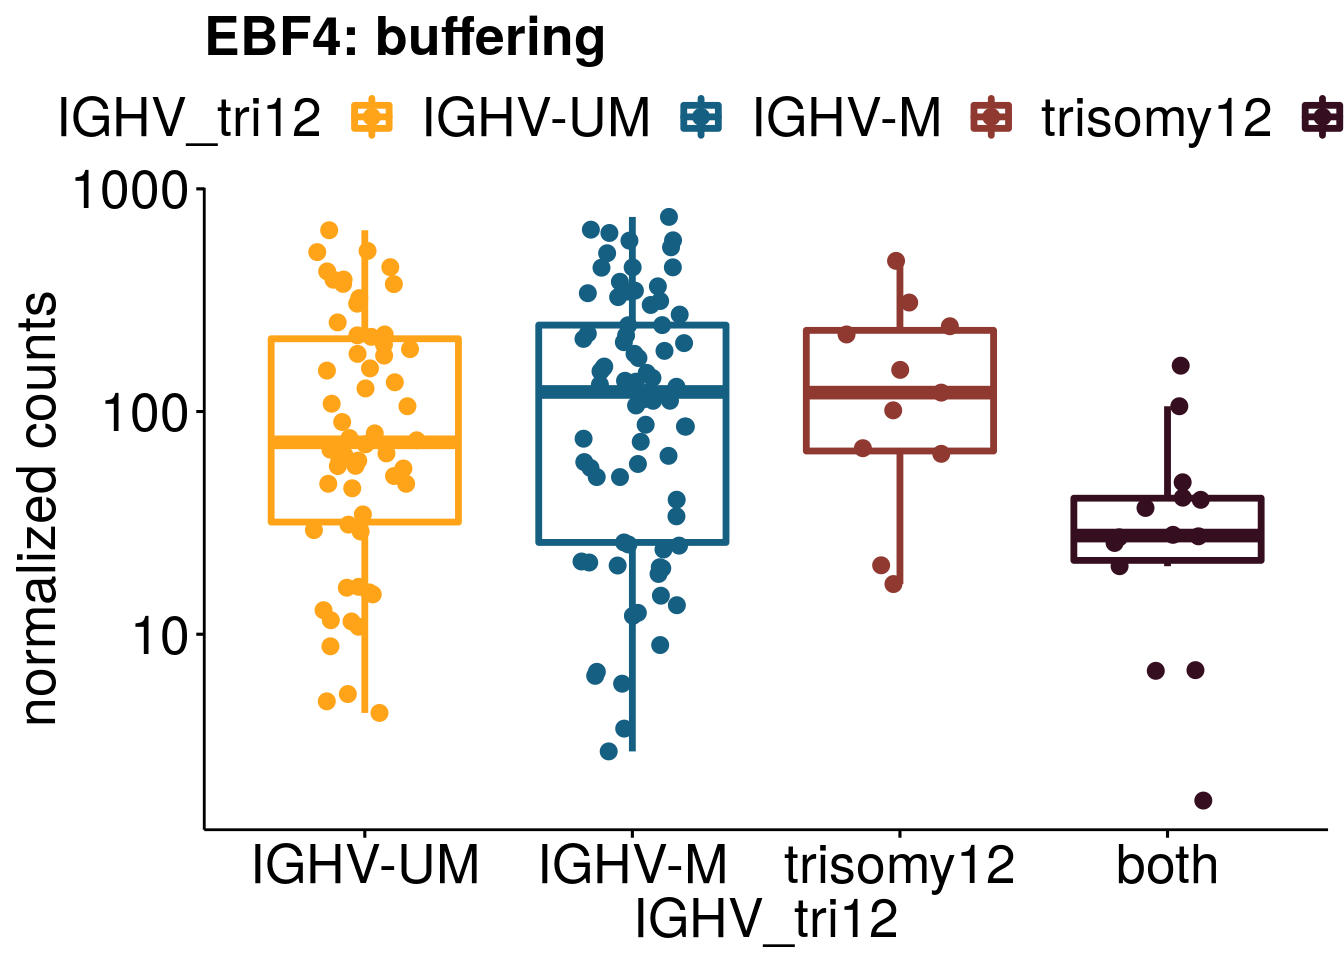 EBF4: buffering
IGHV_tri12 IGHV-UM IGHV-M trisomy12
1000
100
10
normalized counts
IGHV-UM IGHV-M trisomy12 both
IGHV_tri12